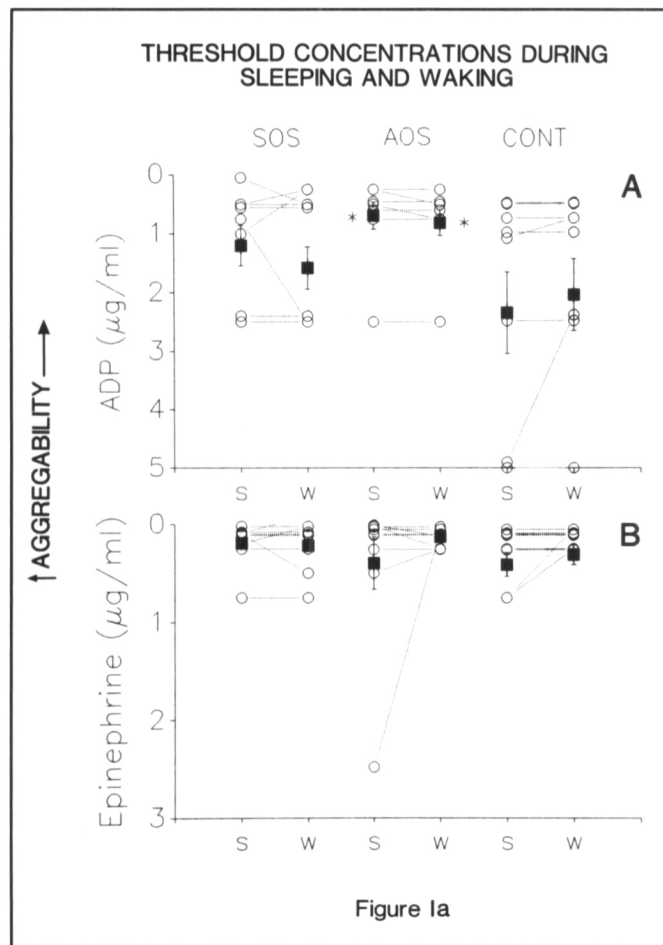 THRESHOLD CONCENTRATIONS DURING
SLEEPING AND WAKING
SOS AOS CONT
A
0
1
2
3
4
5
ADP (µg/ml)
* *
S W S W S W
↑AGGREGABILITY →
B
0
1
2
3
Epinephrine (µg/ml)
S W S W S W
Figure Ia